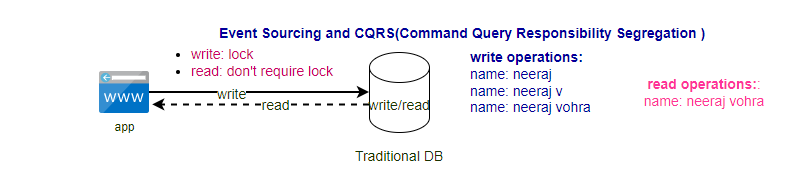 Event Sourcing and CQRS(Command Query Responsibility Segregation )
• write: lock
• read: don't require lock
WWW
app
write
read
write/read
Traditional DB
write operations:
name: neeraj
name: neeraj v
name: neeraj vohra
read operations::
name: neeraj vohra